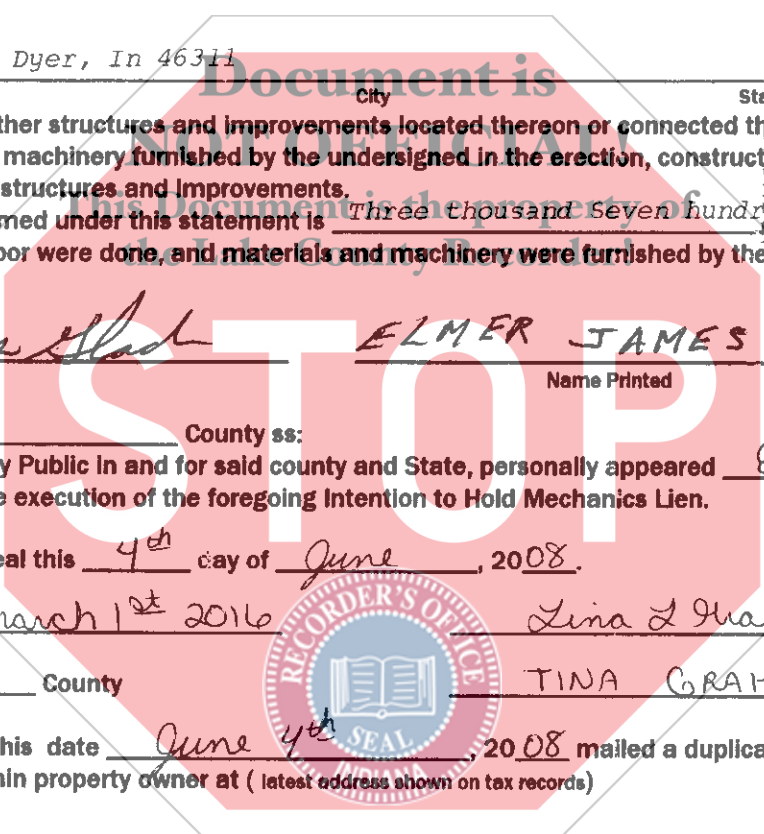 Dyer, In 46311
Document is
City Sta
ther structures and improvements located thereon or connected th
NOT OFFICIAL!
machinery furnished by the undersigned in the erection, construct
structures and improvements.
This Document is the property of
med under this statement is Three thousand Seven hundr
the Lake County Recorder!
bor were done, and materials and machinery were furnished by the
ELMER JAMES
Name Printed
STOP
County ss:
y Public in and for said county and State, personally appeared
e execution of the foregoing Intention to Hold Mechanics Lien.
eal this 4th day of June, 2008.
March 1st 2016 Tina L Gra
County TINA GRAH
his date June 4th, 2008 mailed a duplica
hin property owner at ( latest address shown on tax records)
RECORDER'S OFFICE
SEAL
INDIANA